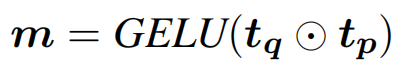 m = GELU(t_q ⊙ t_p)